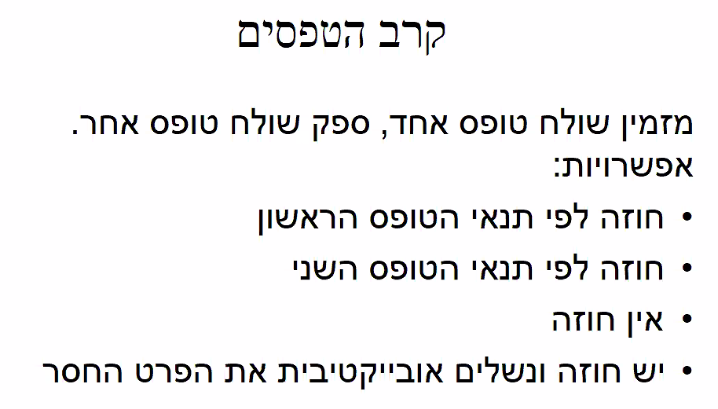 קרב הטפסים
מזמין שולח טופס אחד, ספק שולח טופס אחר.
אפשרויות:
• חוזה לפי תנאי הטופס הראשון
• חוזה לפי תנאי הטופס השני
• אין חוזה
• יש חוזה ונשלים אובייקטיבית את הפרט החסר